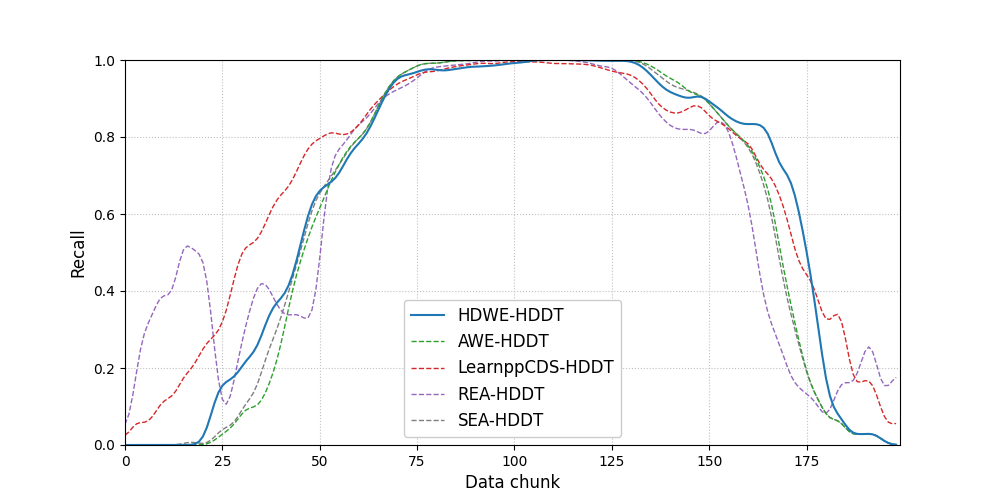 1.0
0.8
0.6
0.4
0.2
0.0
Recall
HDWE-HDDT
AWE-HDDT
LearnppCDS-HDDT
REA-HDDT
SEA-HDDT
0 25 50 75 100 125 150 175
Data chunk